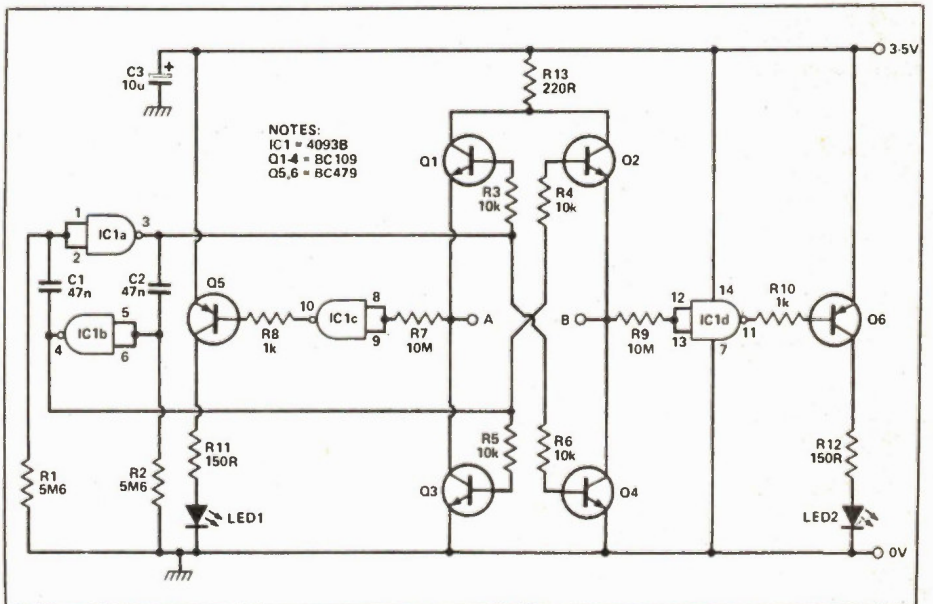 3·5V
C3
10u
+
R13
220R
NOTES:
IC1 = 4093B
Q1-4 = BC109
Q5,6 = BC479
Q1
Q2
R3
10k
R4
10k
1
2
IC1a
3
C1
47n
C2
47n
Q5
10
IC1c
8
9
R8
1k
R7
10M
A
B
R9
10M
12
13
14
IC1d
11
7
R10
1k
Q6
4
IC1b
5
6
R1
5M6
R2
5M6
R11
150R
LED1
R5
10k
R6
10k
Q3
Q4
R12
150R
LED2
0V